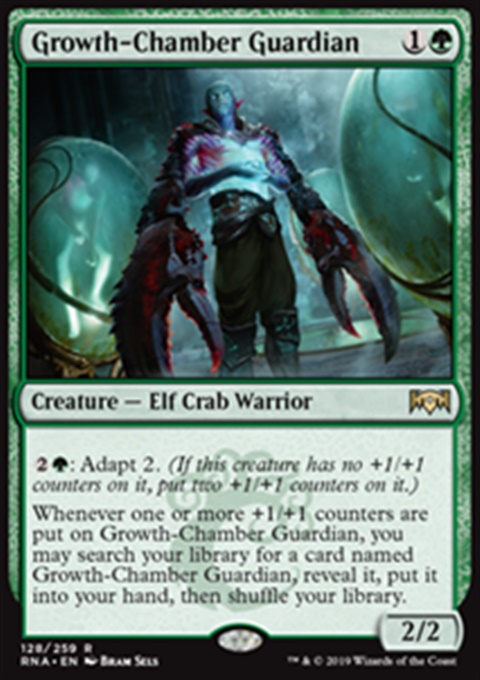 Growth-Chamber Guardian 1
Creature — Elf Crab Warrior
2: Adapt 2. (If this creature has no +1/+1
counters on it, put two +1/+1 counters on it.)
Whenever one or more +1/+1 counters are
put on Growth-Chamber Guardian, you
may search your library for a card named
Growth-Chamber Guardian, reveal it, put it
into your hand, then shuffle your library.
2/2
128/259 R
RNA • EN Bram Sels
™ & © 2019 Wizards of the Coast